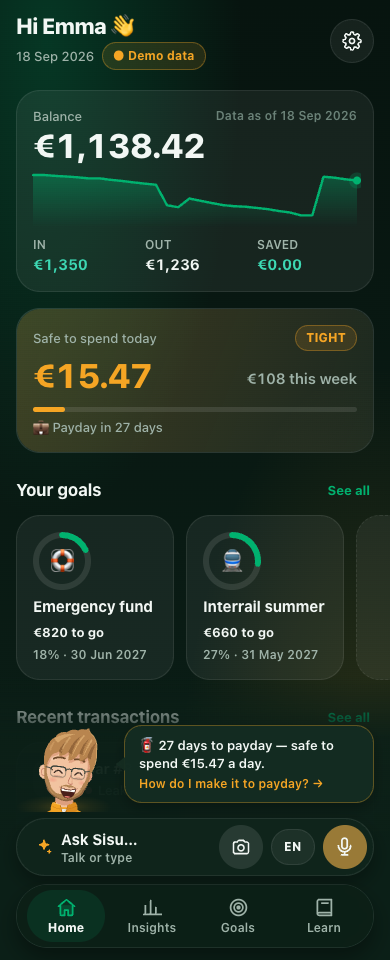 Hi Emma 👋
18 Sep 2026
Demo data
Balance
Data as of 18 Sep 2026
€1,138.42
IN
OUT
SAVED
€1,350
€1,236
€0.00
Safe to spend today
TIGHT
€15.47
€108 this week
Payday in 27 days
Your goals
See all
Emergency fund
€820 to go
18% · 30 Jun 2027
Interrail summer
€660 to go
27% · 31 May 2027
Recent transactions
See all
27 days to payday — safe to
spend €15.47 a day.
How do I make it to payday? →
Ask Sisu...
Talk or type
EN
Home
Insights
Goals
Learn